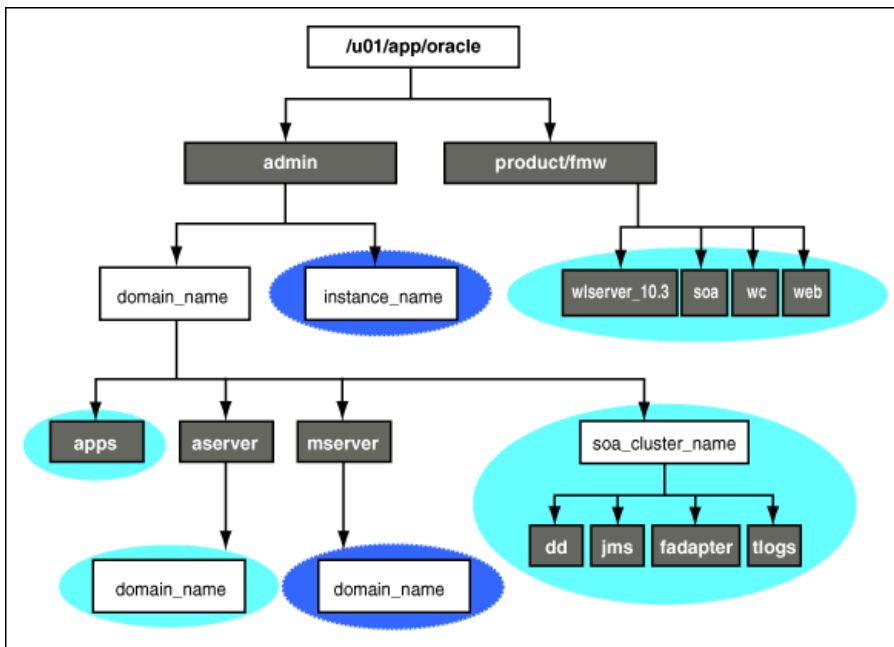 /u01/app/oracle
admin
product/fmw
domain_name
instance_name
wlserver_10.3
soa
wc
web
apps
aserver
mserver
soa_cluster_name
dd
jms
fadapter
tlogs
domain_name
domain_name